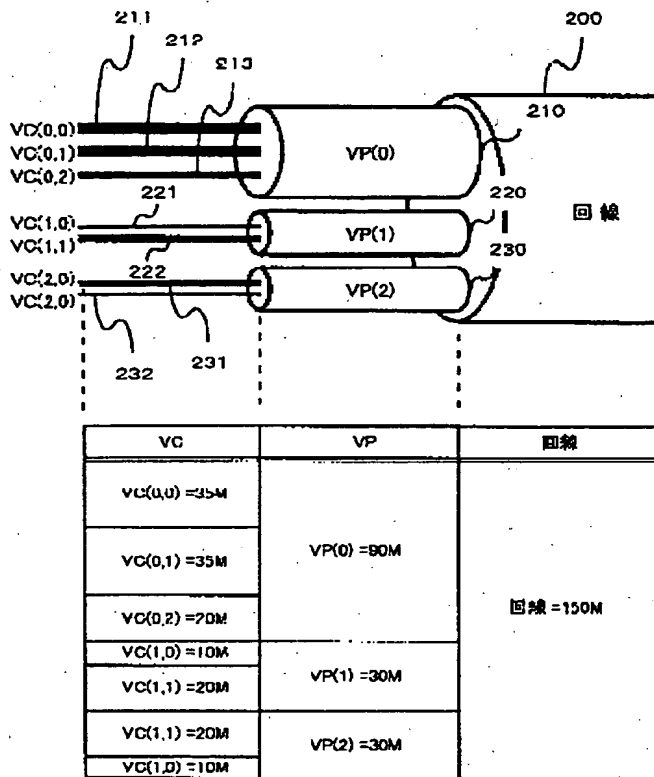 211
212
213
200
VC(0,0)
VC(0,1)
VC(0,2)
VP(0)
210
221
VC(1,0)
VC(1,1)
VP(1)
220
回線
222
230
VC(2,0)
VC(2,0)
VP(2)
232
231
VC VP 回線
VC(0,0) =35M
VC(0,1) =35M
VP(0) =90M
VC(0,2) =20M
回線 =150M
VC(1,0) =10M
VC(1,1) =20M
VP(1) =30M
VC(1,1) =20M
VP(2) =30M
VC(1,0) =10M